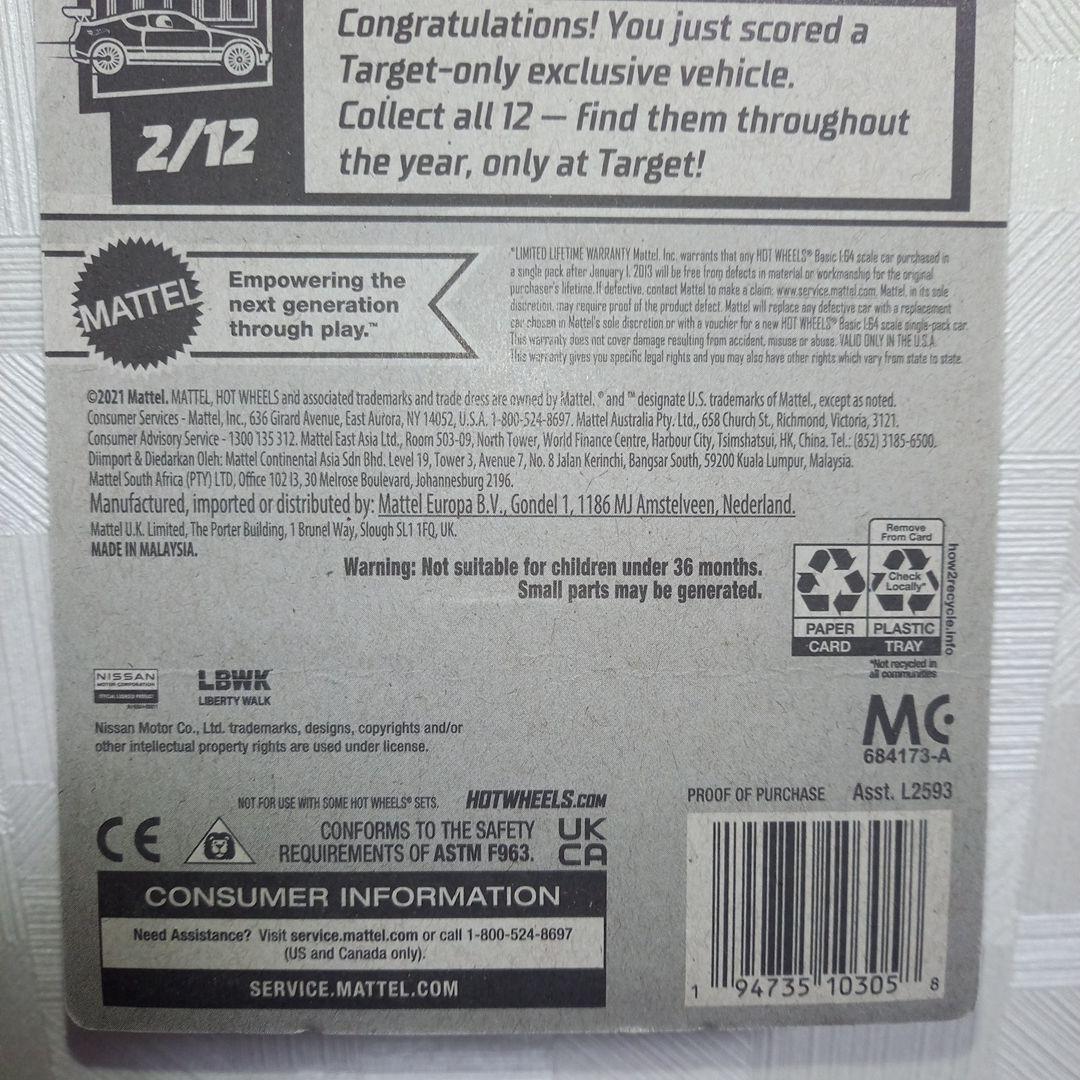 Congratulations! You just scored a
Target-only exclusive vehicle.
Collect all 12 — find them throughout
the year, only at Target!
2/12
MATTEL
Empowering the
next generation
through play.™
*LIMITED LIFETIME WARRANTY Mattel, Inc. warrants that any HOT WHEELS® Basic 1:64 scale car purchased in
a single pack after January 1, 2013 will be free from defects in material or workmanship for the original
purchaser's lifetime. If defective, contact Mattel to make a claim: www.service.mattel.com. Mattel, in its sole
discretion, may require proof of the product defect. Mattel will replace any defective car with a replacement
car chosen in Mattel's sole discretion or with a voucher for a new HOT WHEELS® Basic 1:64 scale single-pack car.
This warranty does not cover damage resulting from accident, misuse or abuse. VALID ONLY IN THE U.S.A.
This warranty gives you specific legal rights and you may also have other rights which vary from state to state.
©2021 Mattel. MATTEL, HOT WHEELS and associated trademarks and trade dress are owned by Mattel. ® and ™ designate U.S. trademarks of Mattel, except as noted.
Consumer Services - Mattel, Inc., 636 Girard Avenue, East Aurora, NY 14052, U.S.A. 1-800-524-8697. Mattel Australia Pty. Ltd., 658 Church St., Richmond, Victoria, 3121.
Consumer Advisory Service - 1300 135 312. Mattel East Asia Ltd., Room 503-09, North Tower, World Finance Centre, Harbour City, Tsimshatsui, HK, China. Tel.: (852) 3185-6500.
Diimport & Diedarkan Oleh: Mattel Continental Asia Sdn Bhd. Level 19, Tower 3, Avenue 7, No. 8 Jalan Kerinchi, Bangsar South, 59200 Kuala Lumpur, Malaysia.
Mattel South Africa (PTY) LTD, Office 102 I3, 30 Melrose Boulevard, Johannesburg 2196.
Manufactured, imported or distributed by: Mattel Europa B.V., Gondel 1, 1186 MJ Amstelveen, Nederland.
Mattel U.K. Limited, The Porter Building, 1 Brunel Way, Slough SL1 1FQ, UK.
MADE IN MALAYSIA.
Warning: Not suitable for children under 36 months.
Small parts may be generated.
Remove
From Card
Check
Locally*
PAPER PLASTIC
CARD TRAY
how2recycle.info
*Not recycled in
all communities
NISSAN
MOTOR CORPORATION
OFFICIAL LICENSED PRODUCT
LBWK
LIBERTY WALK
Nissan Motor Co., Ltd. trademarks, designs, copyrights and/or
other intellectual property rights are used under license.
MC
684173-A
NOT FOR USE WITH SOME HOT WHEELS® SETS. HOTWHEELS.COM
PROOF OF PURCHASE Asst. L2593
CE
CONFORMS TO THE SAFETY
REQUIREMENTS OF ASTM F963.
UK
CA
CONSUMER INFORMATION
Need Assistance? Visit service.mattel.com or call 1-800-524-8697
(US and Canada only).
SERVICE.MATTEL.COM
1 94735 10305 8